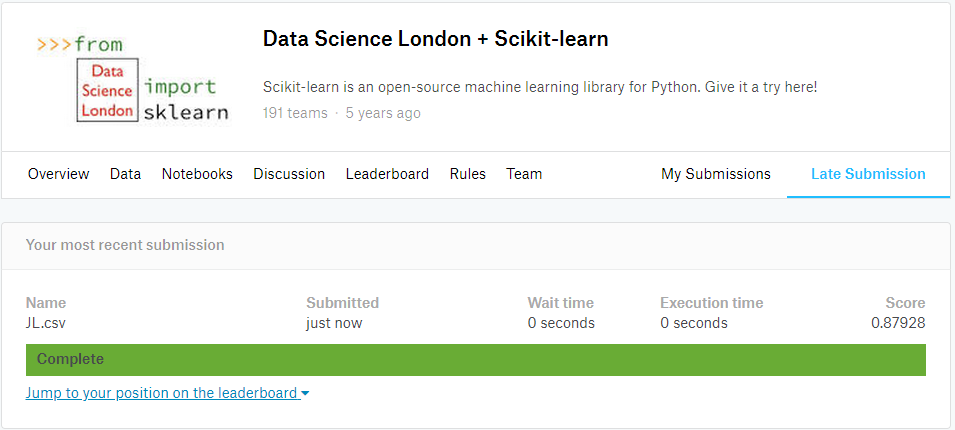 >>>from
Data
Science
London
import
sklearn
Data Science London + Scikit-learn
Scikit-learn is an open-source machine learning library for Python. Give it a try here!
191 teams · 5 years ago
Overview Data Notebooks Discussion Leaderboard Rules Team My Submissions Late Submission
Your most recent submission
Name Submitted Wait time Execution time Score
JL.csv just now 0 seconds 0 seconds 0.87928
Complete
Jump to your position on the leaderboard